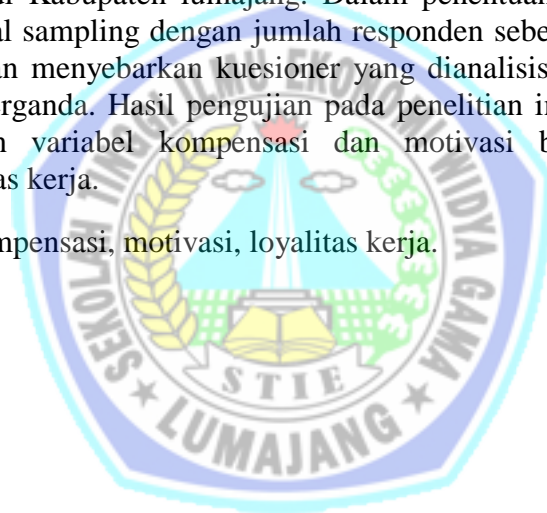 di Kabupaten lumajang. Dalam penentuan
al sampling dengan jumlah responden sebe
an menyebarkan kuesioner yang dianalisis
erganda. Hasil pengujian pada penelitian in
n variabel kompensasi dan motivasi b
as kerja.
mpensasi, motivasi, loyalitas kerja.
SEKOLAH TINGGI ILMU EKONOMI WIDYA GAMA
STIE
LUMAJANG